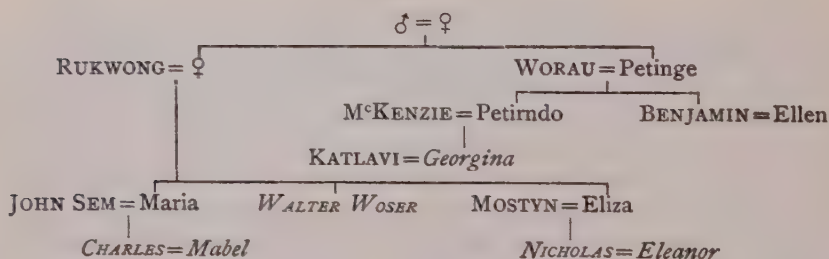 ♂ = ♀
RUKWONG = ♀ WORAU = Petinge
MᶜKENZIE = Petirndo BENJAMIN = Ellen
KATLAVI = Georgina
JOHN SEM = Maria WALTER WOSER MOSTYN = Eliza
CHARLES = Mabel NICHOLAS = Eleanor